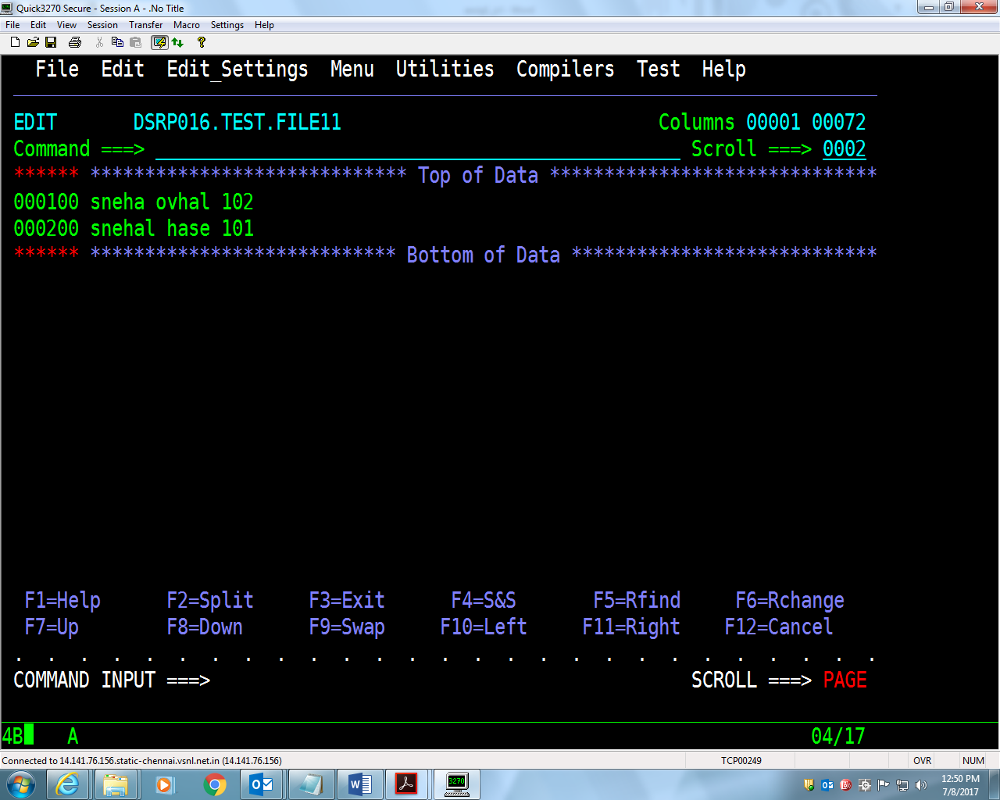 Quick3270 Secure - Session A - .No Title
File Edit View Session Transfer Macro Settings Help
File Edit Edit_Settings Menu Utilities Compilers Test Help
EDIT DSRP016.TEST.FILE11 Columns 00001 00072
Command ===> Scroll ===> 0002
****** ***************************** Top of Data ******************************
000100 sneha ovhal 102
000200 snehal hase 101
****** **************************** Bottom of Data ****************************
F1=Help F2=Split F3=Exit F4=S&S F5=Rfind F6=Rchange
F7=Up F8=Down F9=Swap F10=Left F11=Right F12=Cancel
. . . . . . . . . . . . . . . . . . . . . . . . . . .
COMMAND INPUT ===> SCROLL ===> PAGE
4B A 04/17
Connected to 14.141.76.156.static-chennai.vsnl.net.in (14.141.76.156) TCP00249 OVR NUM
3270
12:50 PM
7/8/2017